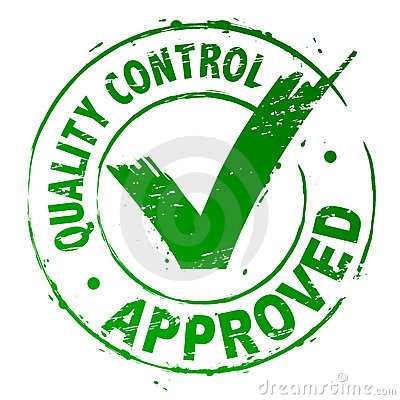 QUALITY CONTROL
APPROVED
dreamstime.com